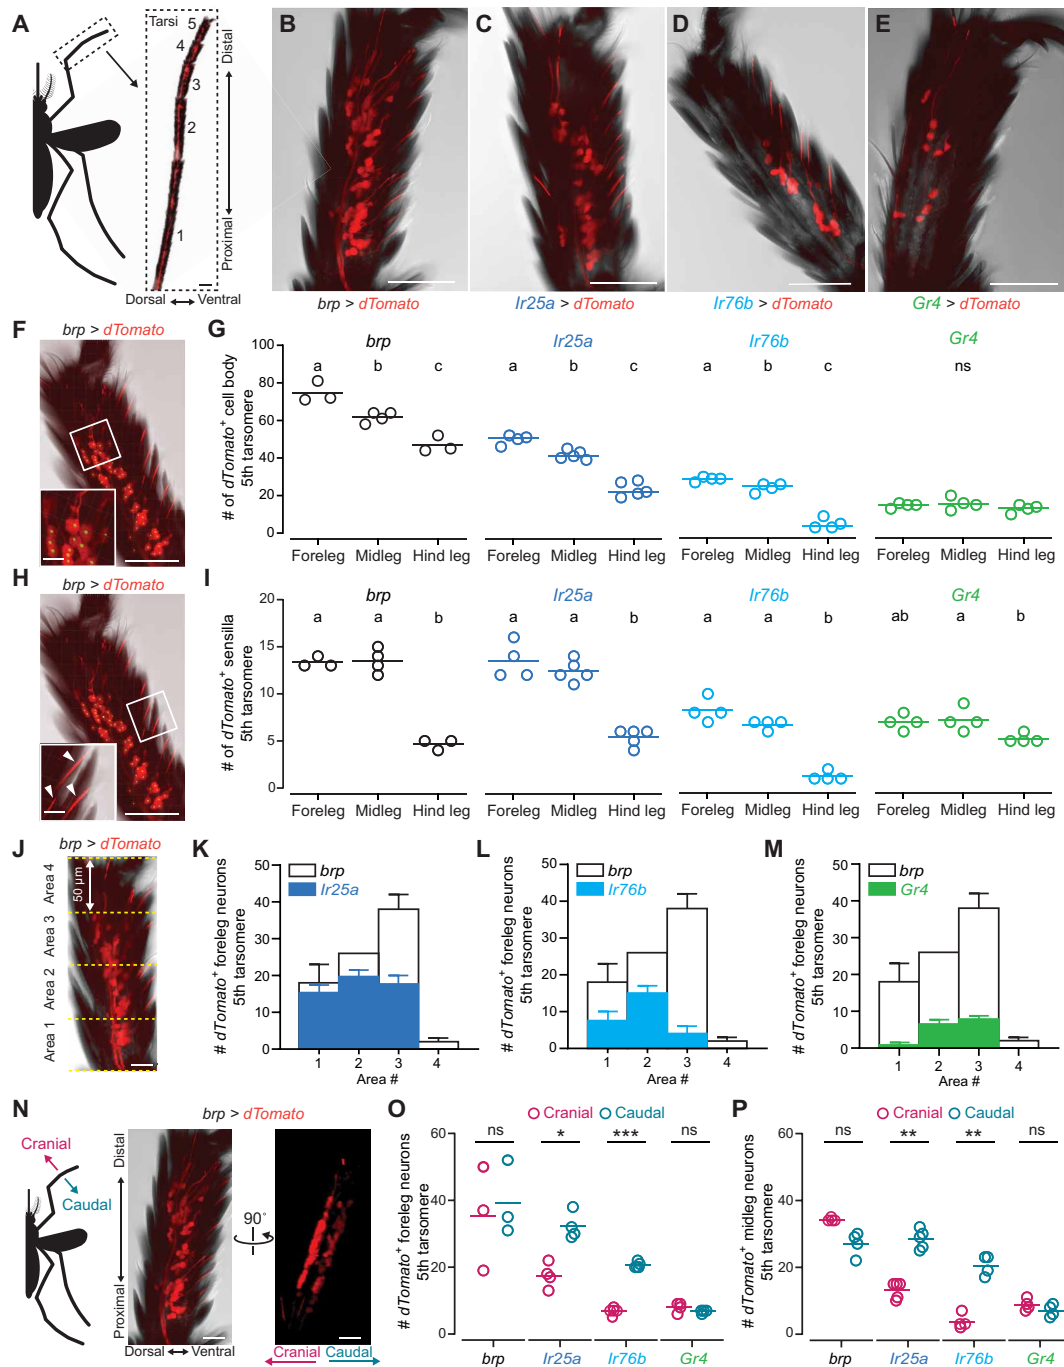 A
Tarsi
5
4
3
2
1
Distal
Proximal
Dorsal Ventral
B
brp > dTomato
C
Ir25a > dTomato
D
Ir76b > dTomato
E
Gr4 > dTomato
F
brp > dTomato
G
brp
Ir25a
Ir76b
Gr4
# of dTomato+ cell body
5th tarsomere
100
80
60
40
20
0
a b c
a b c
a b c
ns
Foreleg Midleg Hind leg
Foreleg Midleg Hind leg
Foreleg Midleg Hind leg
Foreleg Midleg Hind leg
H
brp > dTomato
I
brp
Ir25a
Ir76b
Gr4
# of dTomato+ sensilla
5th tarsomere
20
15
10
5
0
a a b
a a b
a a b
ab a b
Foreleg Midleg Hind leg
Foreleg Midleg Hind leg
Foreleg Midleg Hind leg
Foreleg Midleg Hind leg
J
brp > dTomato
Area 4
Area 3
Area 2
Area 1
50 µm
K
# dTomato+ foreleg neurons
5th tarsomere
50
40
30
20
10
0
brp
Ir25a
1 2 3 4
Area #
L
# dTomato+ foreleg neurons
5th tarsomere
50
40
30
20
10
0
brp
Ir76b
1 2 3 4
Area #
M
# dTomato+ foreleg neurons
5th tarsomere
50
40
30
20
10
0
brp
Gr4
1 2 3 4
Area #
N
brp > dTomato
Cranial
Caudal
Distal
Proximal
Dorsal Ventral
90°
Cranial Caudal
O
Cranial Caudal
# dTomato+ foreleg neurons
5th tarsomere
60
40
20
0
ns * *** ns
brp Ir25a Ir76b Gr4
P
Cranial Caudal
# dTomato+ midleg neurons
5th tarsomere
60
40
20
0
ns ** ** ns
brp Ir25a Ir76b Gr4